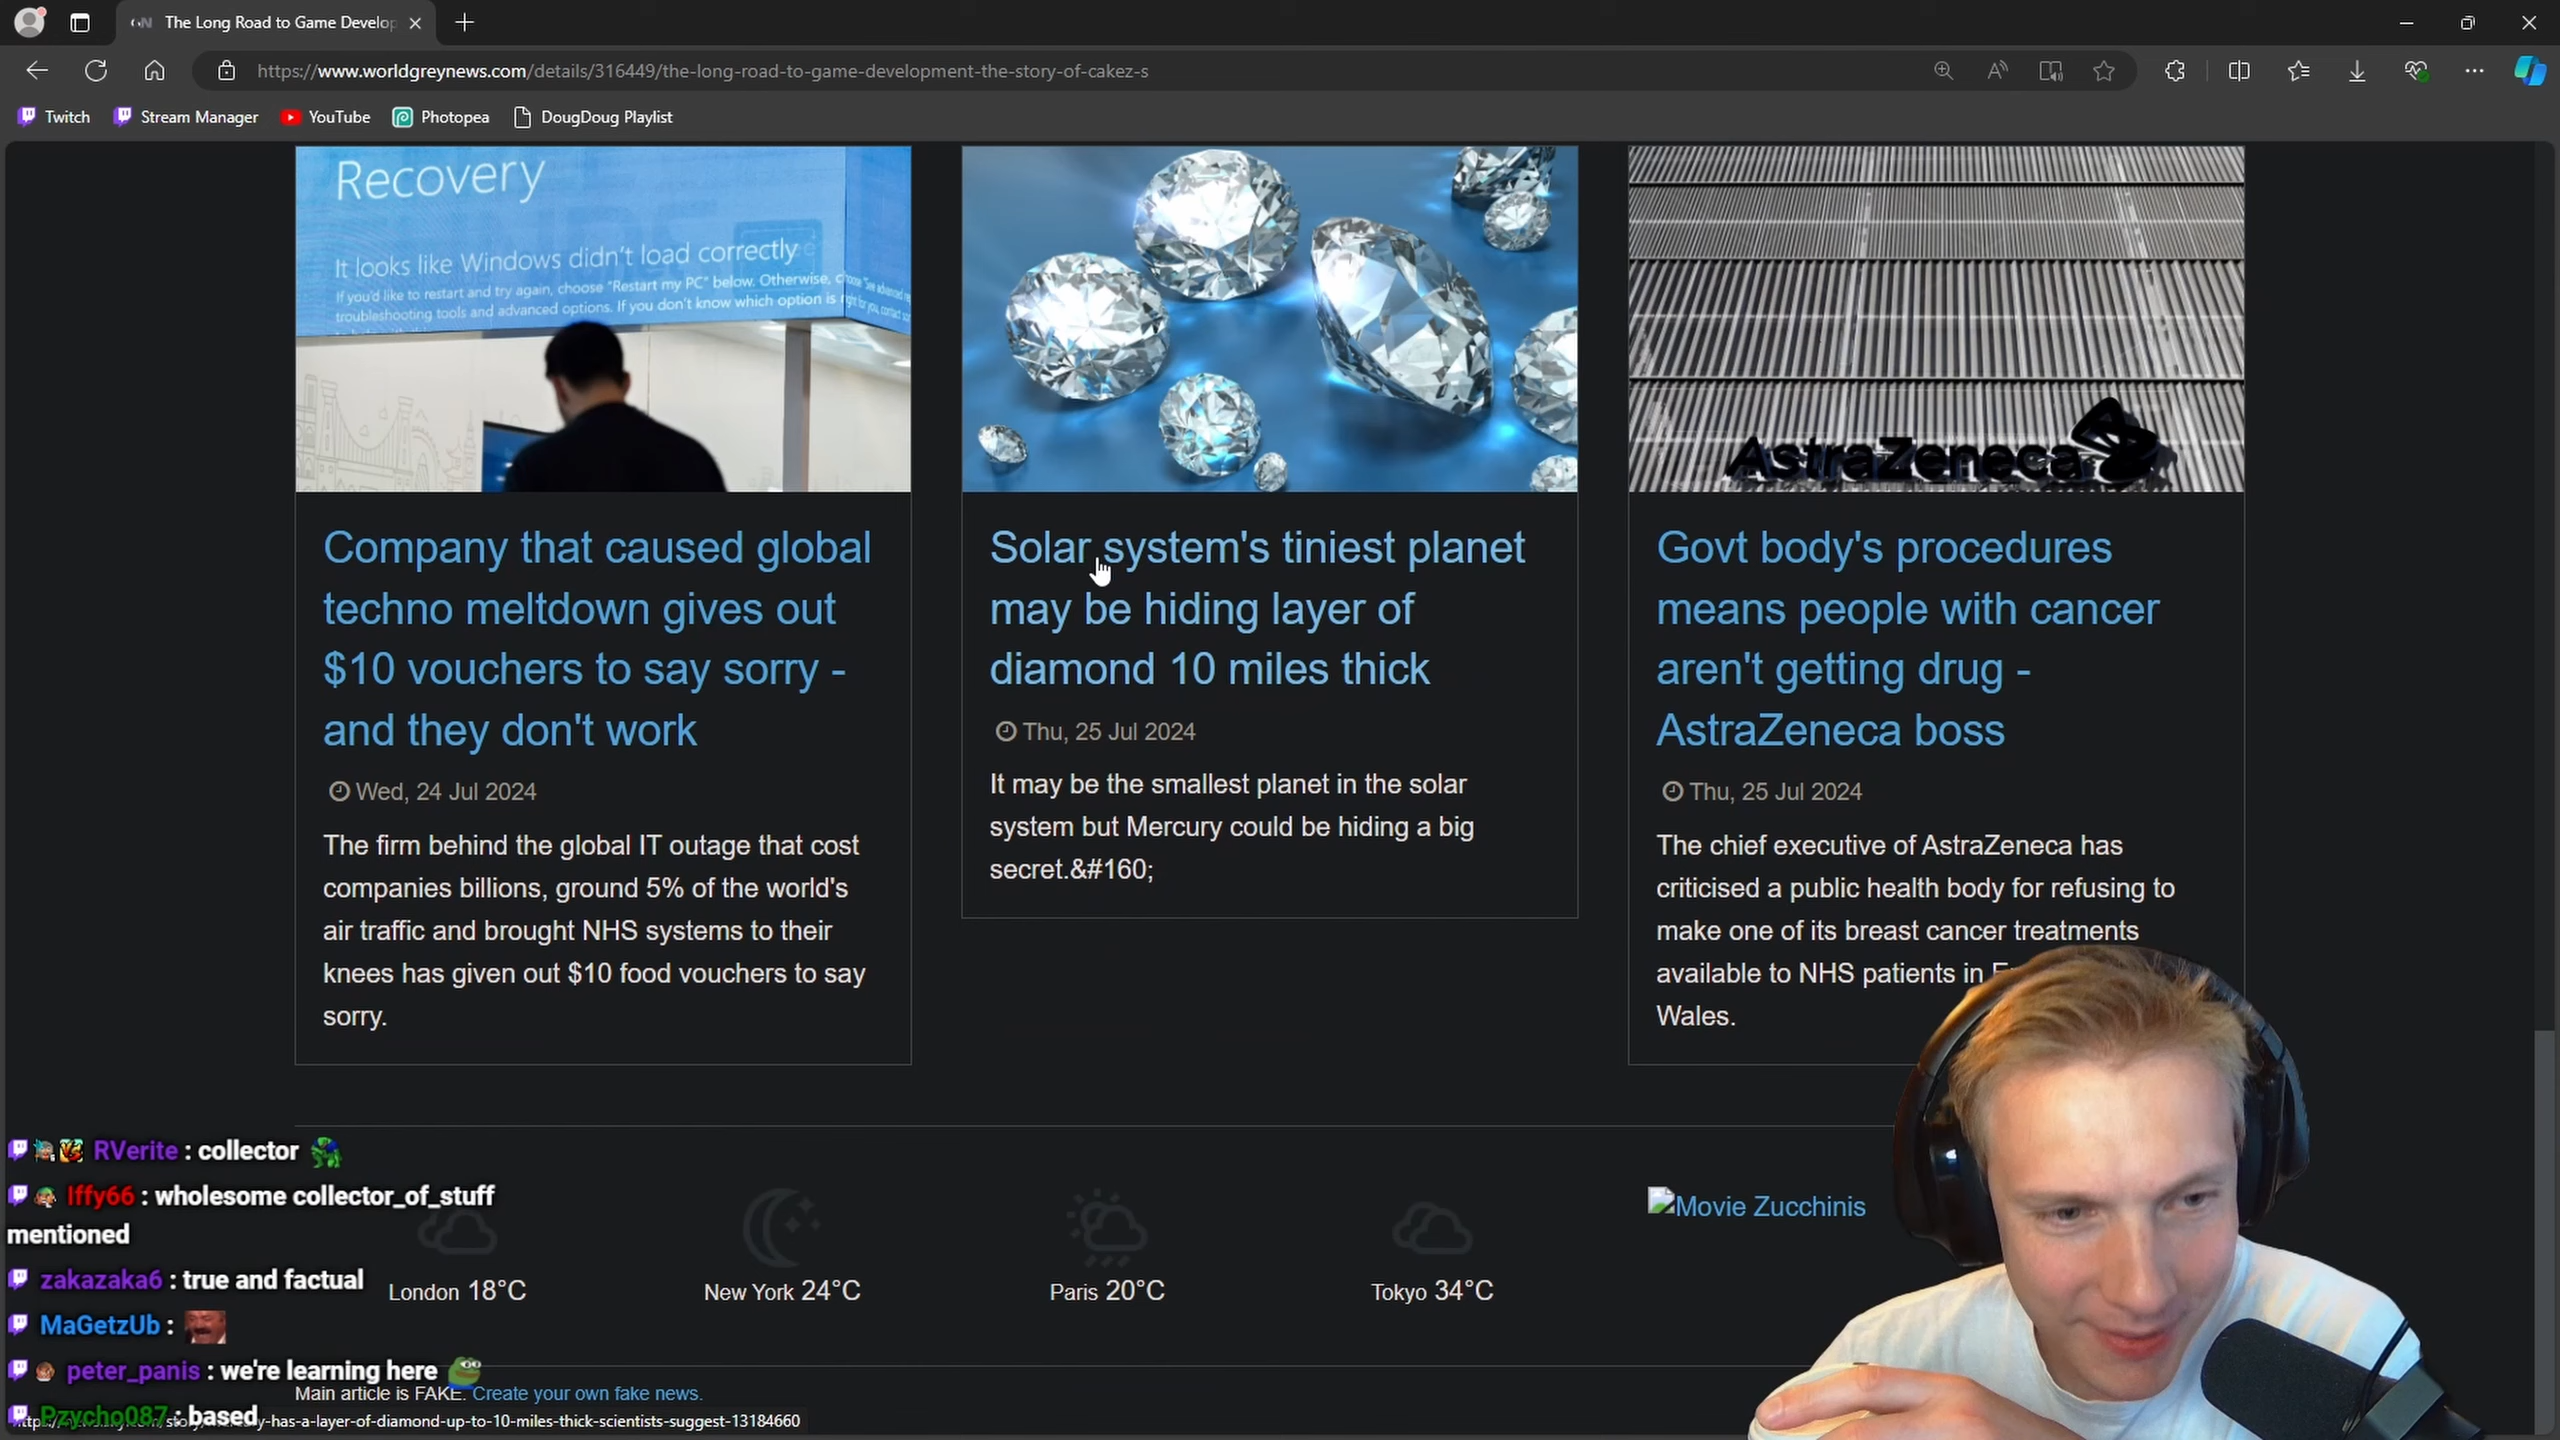 The Long Road to Game Develop
https://www.worldgreynews.com/details/316449/the-long-road-to-game-development-the-story-of-cakez-s
Twitch
Stream Manager
YouTube
Photopea
DougDoug Playlist
Recovery
It looks like Windows didn't load correctly
If you'd like to restart and try again, choose "Restart my PC" below. Otherwise, choose "See advanced
troubleshooting tools and advanced options. If you don't know which option is right for you, contact
Company that caused global
techno meltdown gives out
$10 vouchers to say sorry -
and they don't work
Wed, 24 Jul 2024
The firm behind the global IT outage that cost
companies billions, ground 5% of the world's
air traffic and brought NHS systems to their
knees has given out $10 food vouchers to say
sorry.
Solar system's tiniest planet
may be hiding layer of
diamond 10 miles thick
Thu, 25 Jul 2024
It may be the smallest planet in the solar
system but Mercury could be hiding a big
secret.&#160;
AstraZeneca
Govt body's procedures
means people with cancer
aren't getting drug -
AstraZeneca boss
Thu, 25 Jul 2024
The chief executive of AstraZeneca has
criticised a public health body for refusing to
make one of its breast cancer treatments
available to NHS patients in
Wales.
RVerite : collector
Iffy66 : wholesome collector_of_stuff
mentioned
zakazaka6 : true and factual
MaGetzUb :
peter_panis : we're learning here
Pzycho087 : based
London 18°C
New York 24°C
Paris 20°C
Tokyo 34°C
Movie Zucchinis
Main article is FAKE. Create your own fake news.
-has-a-layer-of-diamond-up-to-10-miles-thick-scientists-suggest-13184660